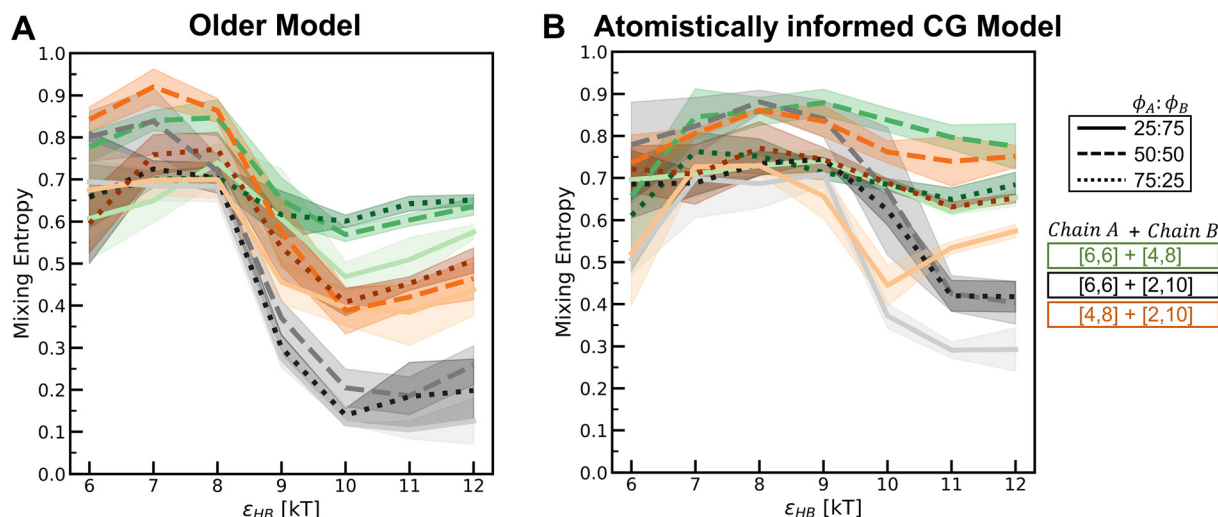 A
Older Model
B
Atomistically informed CG Model
Mixing Entropy
1.0
0.9
0.8
0.7
0.6
0.5
0.4
0.3
0.2
0.1
0.0
6 7 8 9 10 11 12
εHB [kT]
Mixing Entropy
1.0
0.9
0.8
0.7
0.6
0.5
0.4
0.3
0.2
0.1
0.0
6 7 8 9 10 11 12
εHB [kT]
ϕA:ϕB
25:75
50:50
75:25
Chain A + Chain B
[6,6] + [4,8]
[6,6] + [2,10]
[4,8] + [2,10]